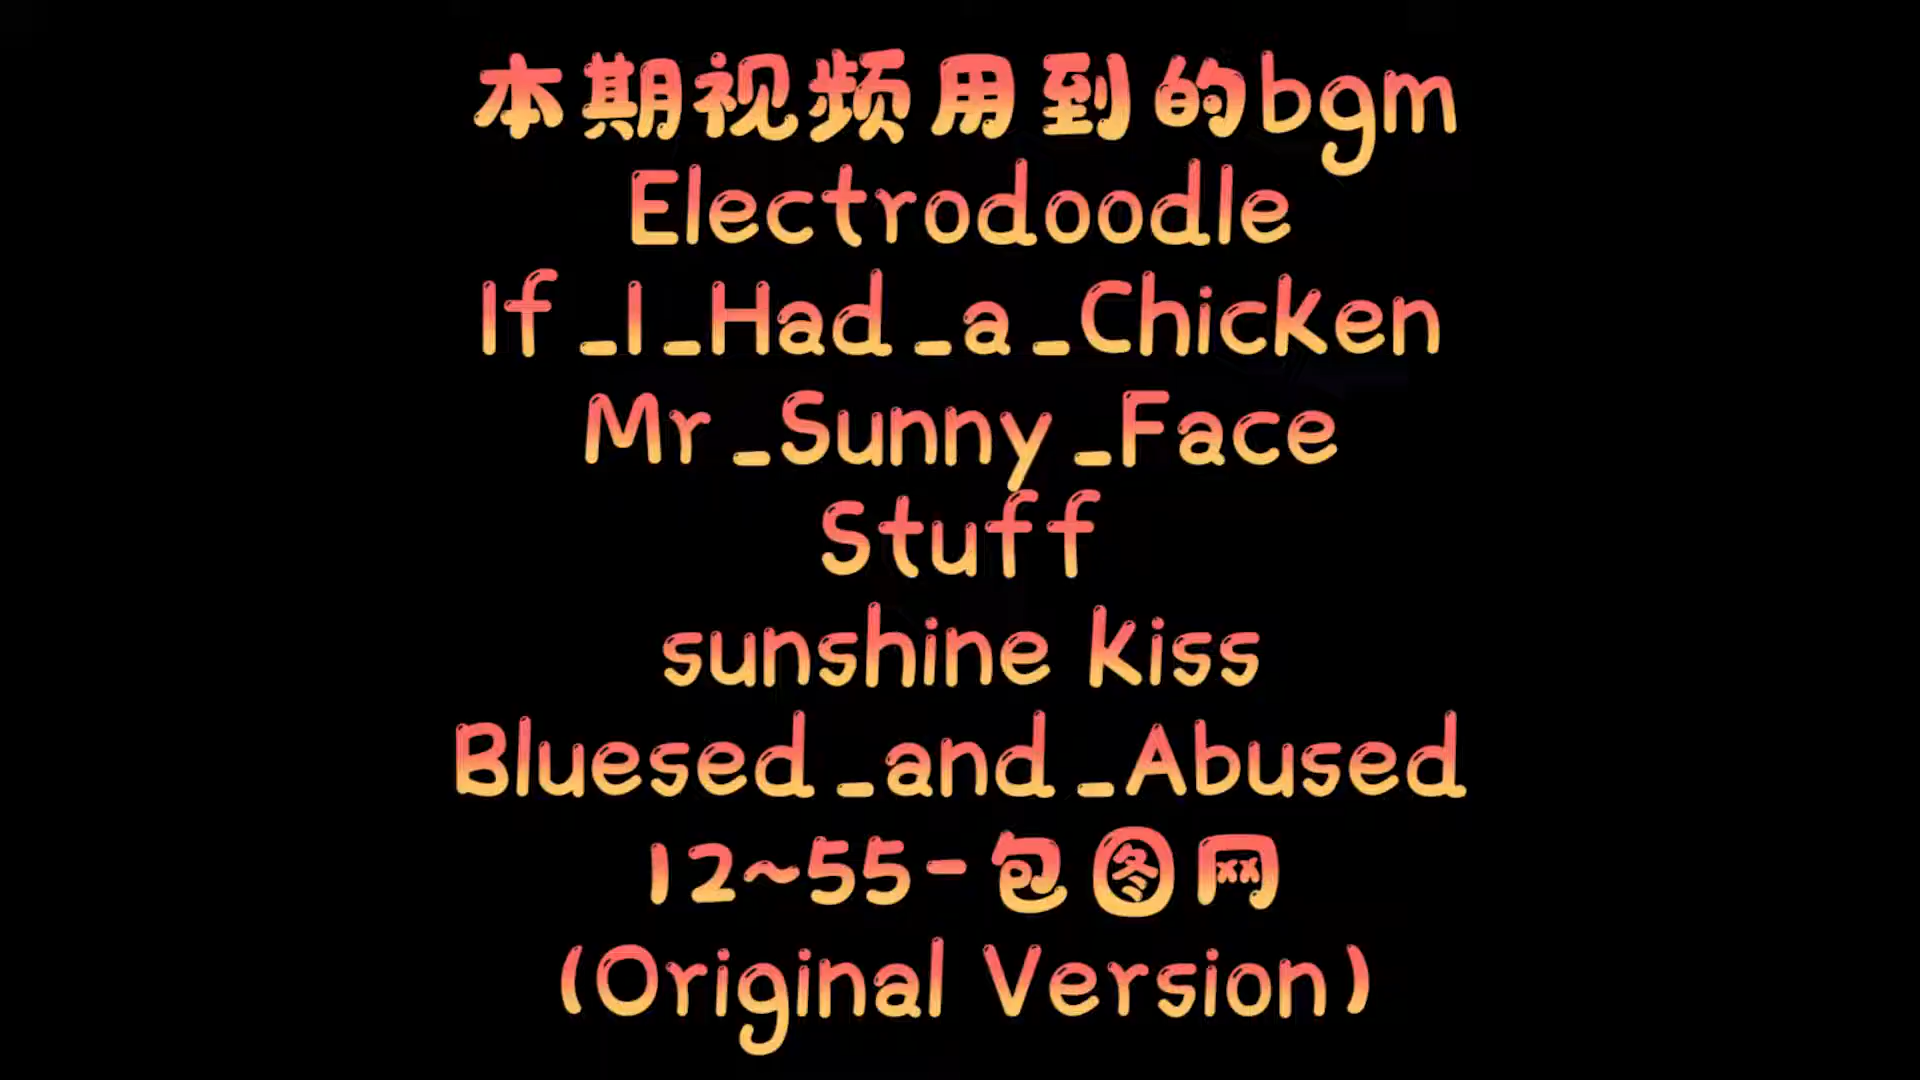 本期视频用到的bgm
Electrodoodle
If_I_Had_a_Chicken
Mr_Sunny_Face
Stuff
sunshine kiss
Bluesed_and_Abused
12~55-包图网
(Original Version)